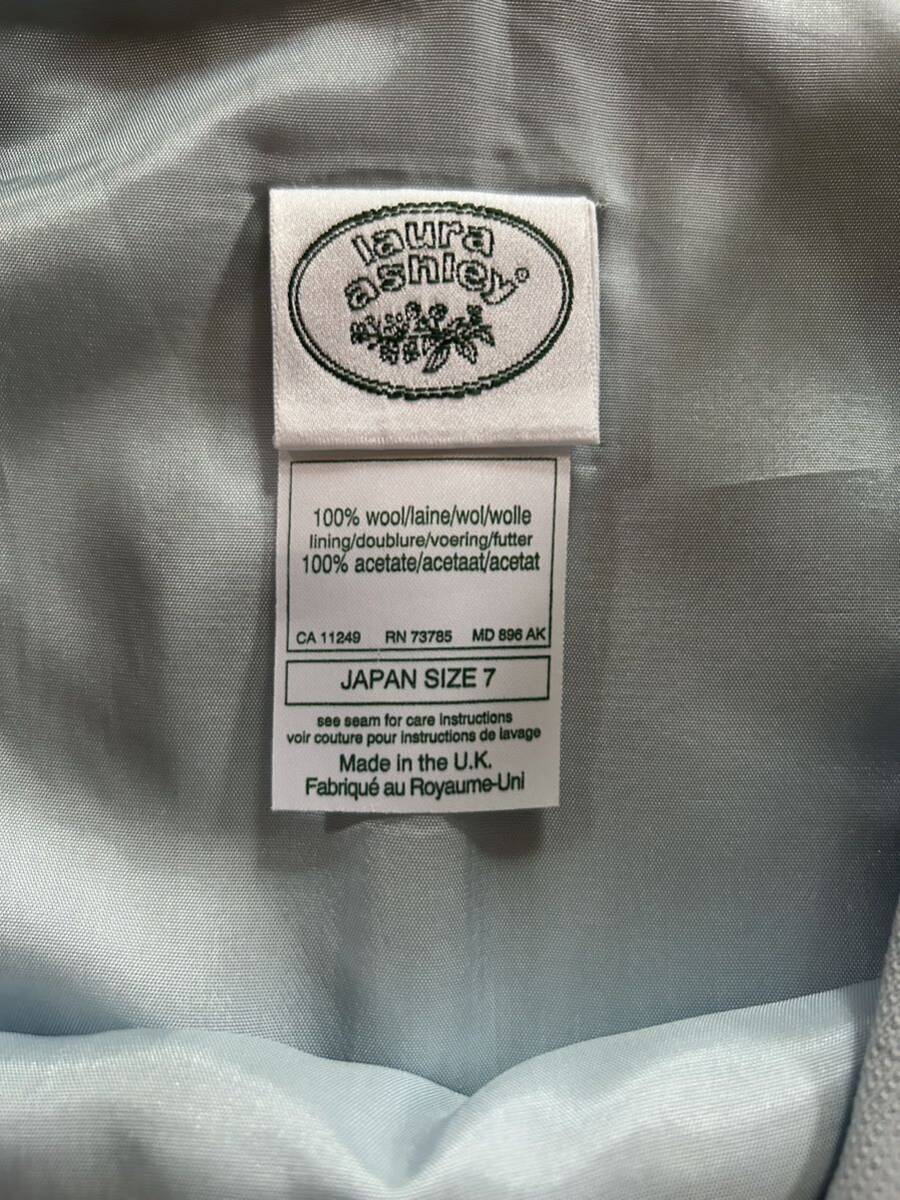 laura
ashley®
100% wool/laine/wol/wolle
lining/doublure/voering/futter
100% acetate/acetaat/acetat
CA 11249 RN 73785 MD 896 AK
JAPAN SIZE 7
see seam for care instructions
voir couture pour instructions de lavage
Made in the U.K.
Fabriqué au Royaume-Uni